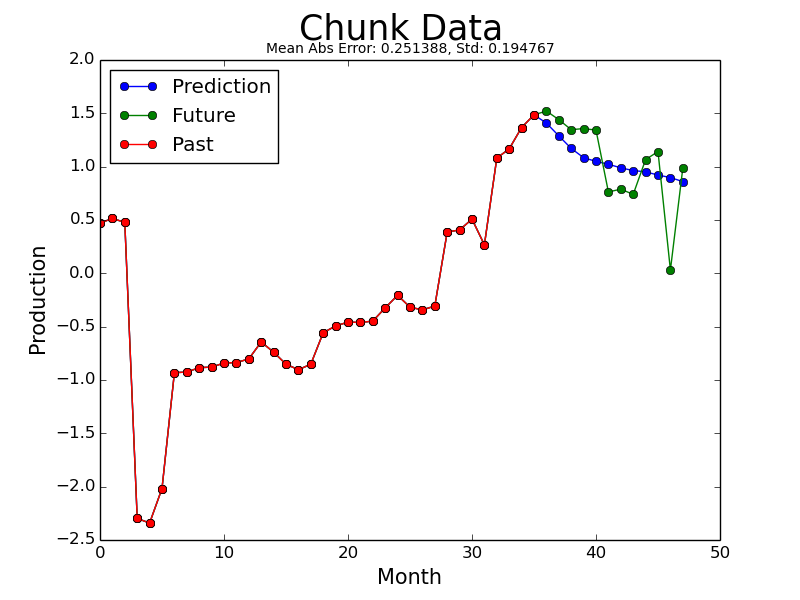 Chunk Data
Mean Abs Error: 0.251388, Std: 0.194767
Prediction
Future
Past
2.0
1.5
1.0
0.5
0.0
−0.5
−1.0
−1.5
−2.0
−2.5
Production
0 10 20 30 40 50
Month